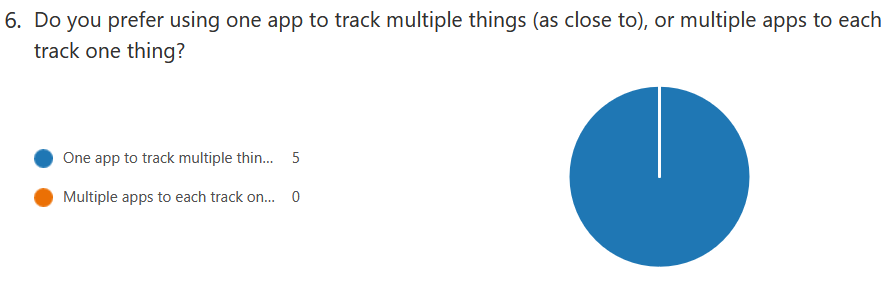 6. Do you prefer using one app to track multiple things (as close to), or multiple apps to each
track one thing?
One app to track multiple thin... 5
Multiple apps to each track on... 0